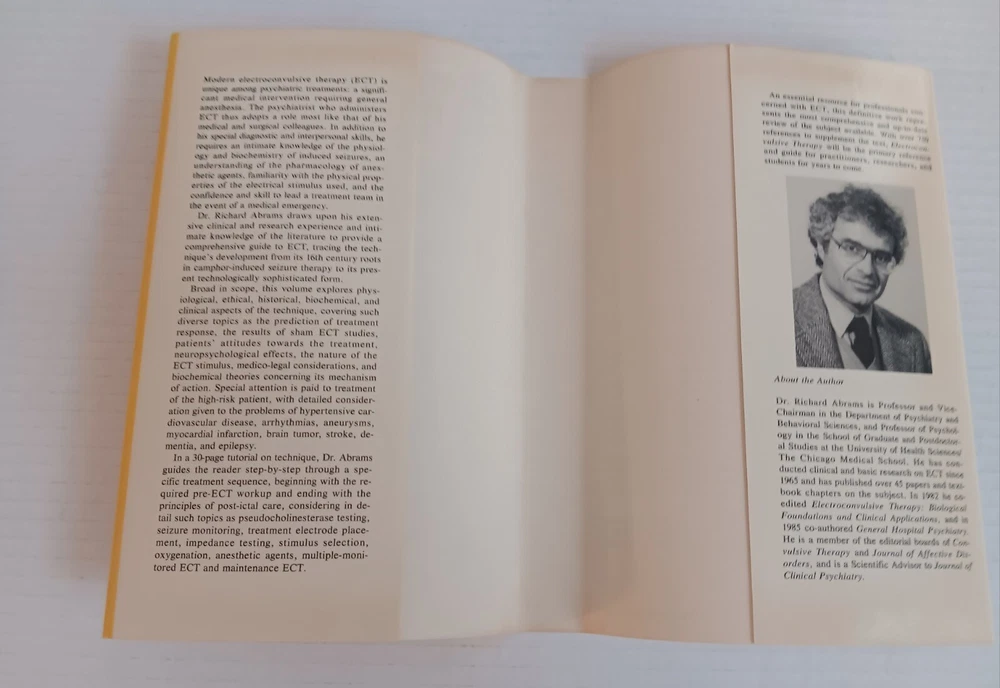 Modern electroconvulsive therapy (ECT) is
unique among psychiatric treatments: a signifi-
cant medical intervention requiring general
anesthesia. The psychiatrist who administers
ECT thus adopts a role most like that of his
medical and surgical colleagues. In addition to
his special diagnostic and interpersonal skills, he
requires an intimate knowledge of the physiol-
ogy and biochemistry of induced seizures, an
understanding of the pharmacology of anes-
thetic agents, familiarity with the physical prop-
erties of the electrical stimulus used, and the
confidence and skill to lead a treatment team in
the event of a medical emergency.
Dr. Richard Abrams draws upon his exten-
sive clinical and research experience and inti-
mate knowledge of the literature to provide a
comprehensive guide to ECT, tracing the tech-
nique's development from its 16th century roots
in camphor-induced seizure therapy to its pres-
ent technologically sophisticated form.
Broad in scope, this volume explores phys-
iological, ethical, historical, biochemical, and
clinical aspects of the technique, covering such
diverse topics as the prediction of treatment
response, the results of sham ECT studies,
patients' attitudes towards the treatment,
neuropsychological effects, the nature of the
ECT stimulus, medico-legal considerations, and
biochemical theories concerning its mechanism
of action. Special attention is paid to treatment
of the high-risk patient, with detailed consider-
ation given to the problems of hypertensive car-
diovascular disease, arrhythmias, aneurysms,
myocardial infarction, brain tumor, stroke, de-
mentia, and epilepsy.
In a 30-page tutorial on technique, Dr. Abrams
guides the reader step-by-step through a spe-
cific treatment sequence, beginning with the re-
quired pre-ECT workup and ending with the
principles of post-ictal care, considering in de-
tail such topics as pseudocholinesterase testing,
seizure monitoring, treatment electrode place-
ment, impedance testing, stimulus selection,
oxygenation, anesthetic agents, multiple-moni-
tored ECT and maintenance ECT.
An essential resource for professionals con-
cerned with ECT, this definitive work repre-
sents the most comprehensive and up-to-date
review of the subject available. With over
references to supplement the text, Electrocon-
vulsive Therapy will be the primary reference
and guide for practitioners, researchers, and
students for years to come.
About the Author
Dr. Richard Abrams is Professor and Vice-
Chairman in the Department of Psychiatry and
Behavioral Sciences, and Professor of Psychol-
ogy in the School of Graduate and Postdoctor-
al Studies at the University of Health Sciences/
The Chicago Medical School. He has con-
ducted clinical and basic research on ECT since
1965 and has published over 45 papers and text-
book chapters on the subject. In 1982 he co-
edited Electroconvulsive Therapy: Biological
Foundations and Clinical Applications, and in
1985 co-authored General Hospital Psychiatry.
He is a member of the editorial boards of Con-
vulsive Therapy and Journal of Affective Dis-
orders, and is a Scientific Advisor to Journal of
Clinical Psychiatry.